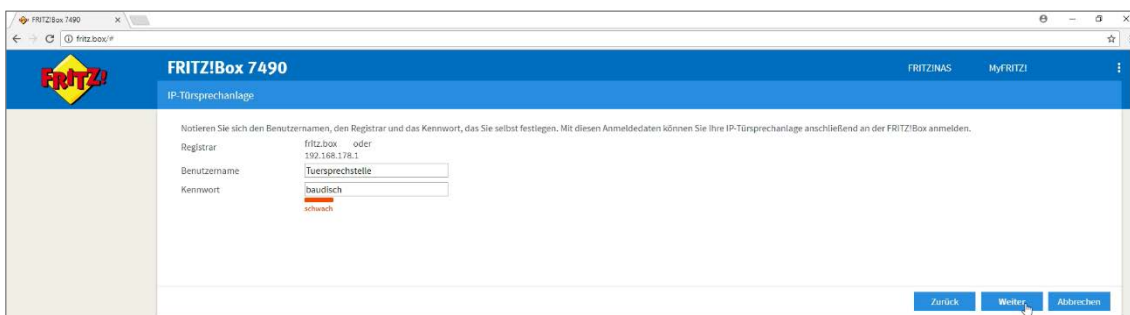 FRITZ!Box 7490
fritz.box/#
FRITZ!
FRITZ!Box 7490
FRITZ!NAS
MyFRITZ!
IP-Türsprechanlage
Notieren Sie sich den Benutzernamen, den Registrar und das Kennwort, das Sie selbst festlegen. Mit diesen Anmeldedaten können Sie Ihre IP-Türsprechanlage anschließend an der FRITZ!Box anmelden.
Registrar fritz.box oder
192.168.178.1
Benutzername Tuersprechstelle
Kennwort baudisch
schwach
Zurück Weiter Abbrechen